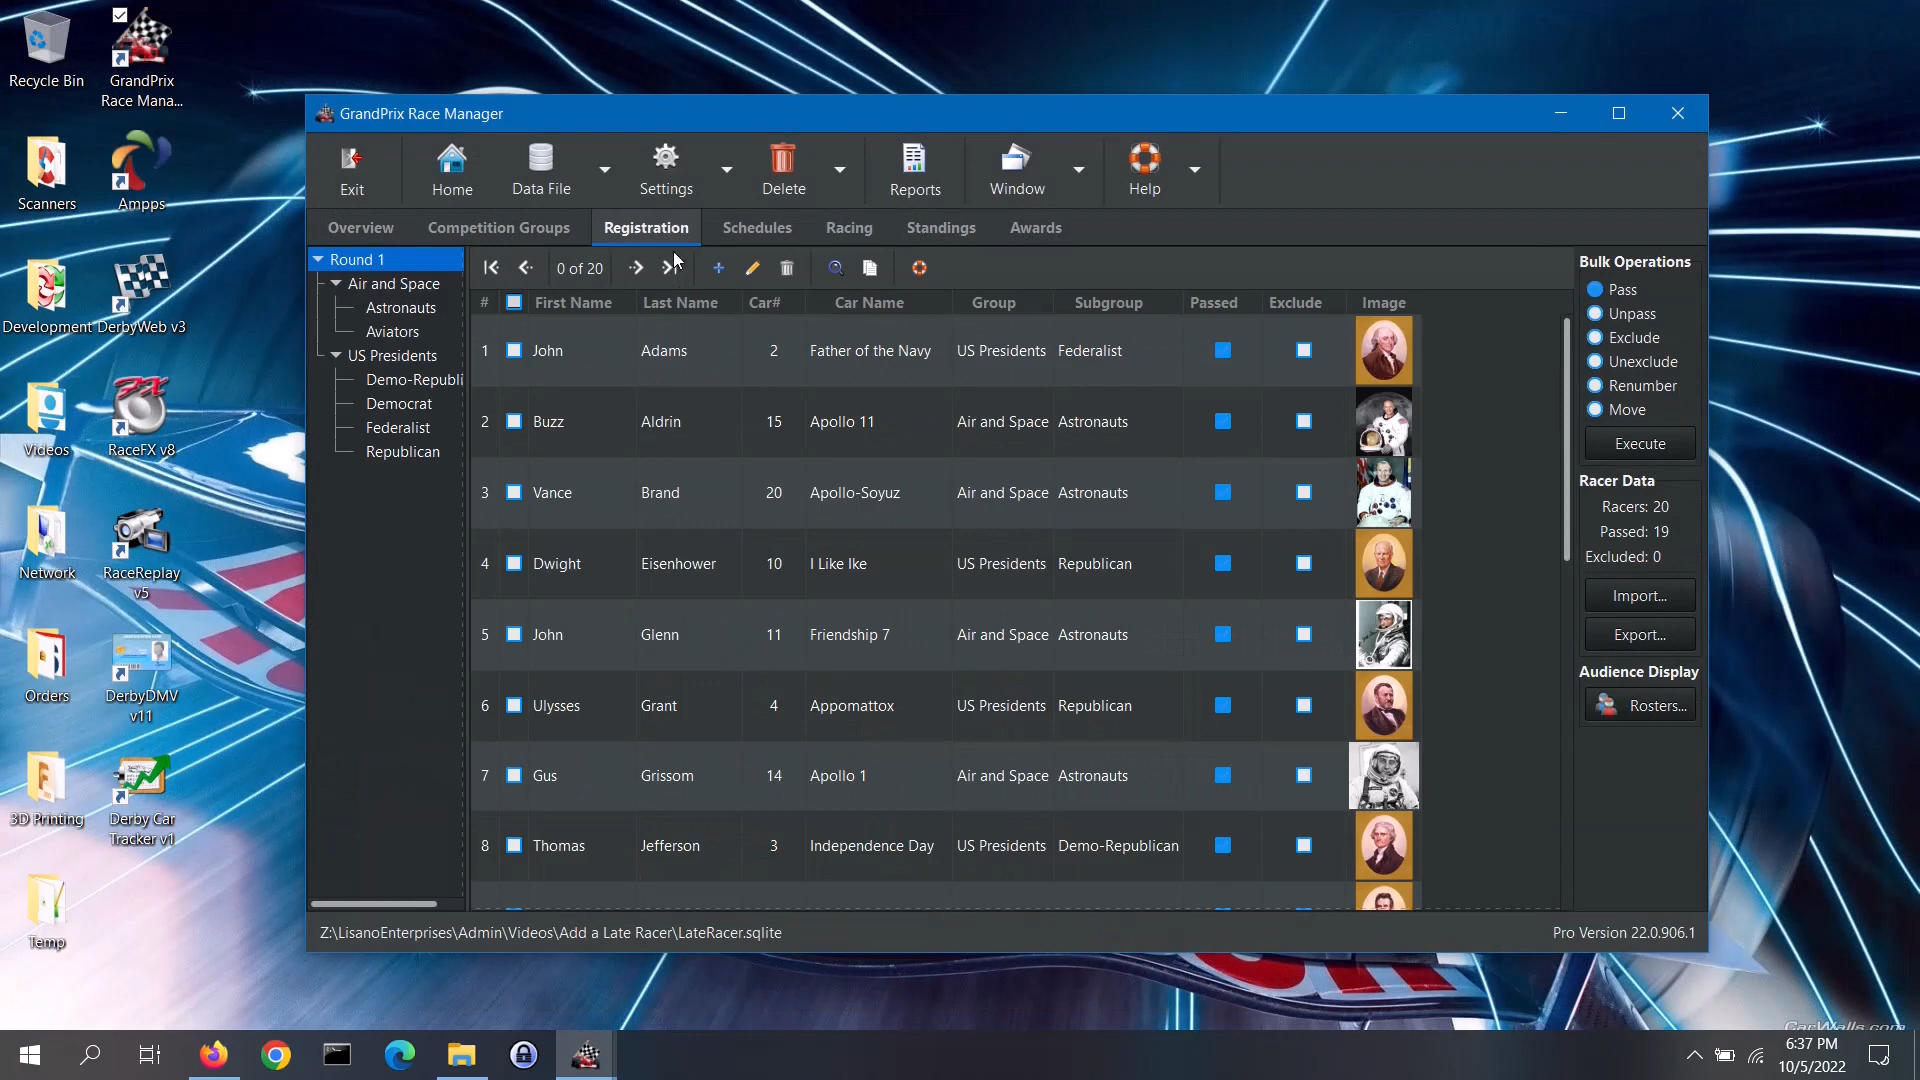 Recycle Bin
GrandPrix
Race Mana...
Scanners
Ampps
Development
DerbyWeb v3
Videos
RaceFX v8
Network
RaceReplay
v5
Orders
DerbyDMV
v11
3D Printing
Derby Car
Tracker v1
Temp
GrandPrix Race Manager
Exit
Home
Data File
Settings
Delete
Reports
Window
Help
Overview
Competition Groups
Registration
Schedules
Racing
Standings
Awards
Round 1
Air and Space
Astronauts
Aviators
US Presidents
Demo-Republi
Democrat
Federalist
Republican
0 of 20
# First Name Last Name Car# Car Name Group Subgroup Passed Exclude Image
1 John Adams 2 Father of the Navy US Presidents Federalist
2 Buzz Aldrin 15 Apollo 11 Air and Space Astronauts
3 Vance Brand 20 Apollo-Soyuz Air and Space Astronauts
4 Dwight Eisenhower 10 I Like Ike US Presidents Republican
5 John Glenn 11 Friendship 7 Air and Space Astronauts
6 Ulysses Grant 4 Appomattox US Presidents Republican
7 Gus Grissom 14 Apollo 1 Air and Space Astronauts
8 Thomas Jefferson 3 Independence Day US Presidents Demo-Republican
Bulk Operations
Pass
Unpass
Exclude
Unexclude
Renumber
Move
Execute
Racer Data
Racers: 20
Passed: 19
Excluded: 0
Import...
Export...
Audience Display
Rosters...
Z:\LisanoEnterprises\Admin\Videos\Add a Late Racer\LateRacer.sqlite
Pro Version 22.0.906.1
CarWalls.com
6:37 PM
10/5/2022